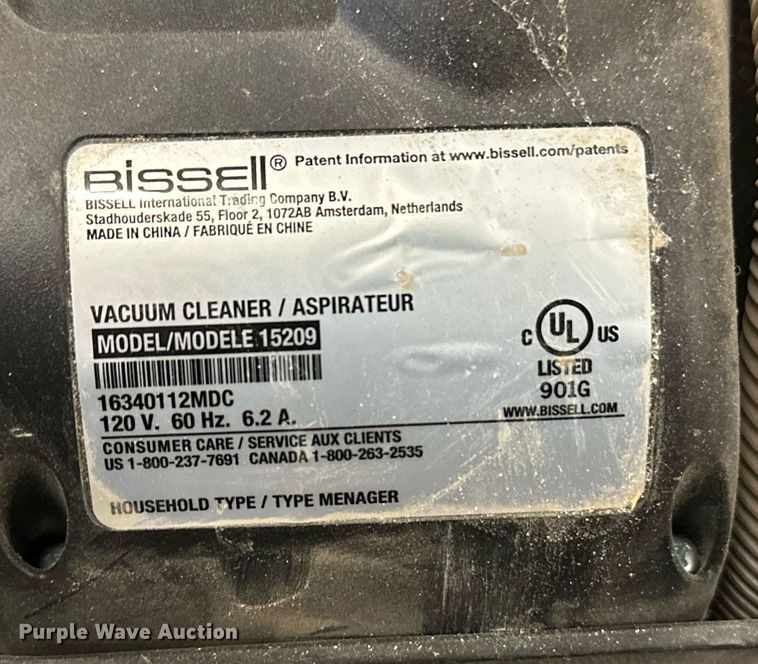 BISSELL® Patent Information at www.bissell.com/patents
BISSELL International Trading Company B.V.
Stadhouderskade 55, Floor 2, 1072AB Amsterdam, Netherlands
MADE IN CHINA / FABRIQUÉ EN CHINE
VACUUM CLEANER / ASPIRATEUR
MODEL/MODELE 15209
16340112MDC
120 V. 60 Hz. 6.2 A.
C UL US
LISTED
901G
WWW.BISSELL.COM
CONSUMER CARE / SERVICE AUX CLIENTS
US 1-800-237-7691 CANADA 1-800-263-2535
HOUSEHOLD TYPE / TYPE MENAGER
Purple Wave Auction